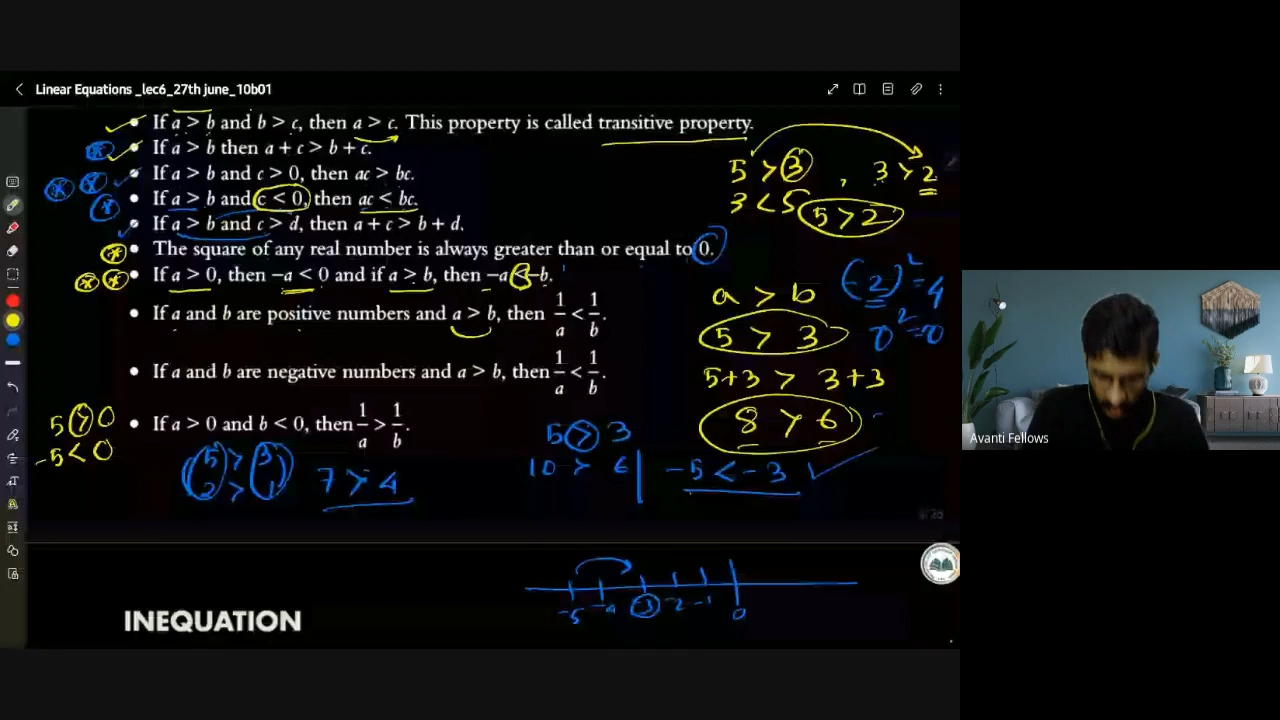 Linear Equations _lec6_27th june_10b01
• If a > b and b > c, then a > c. This property is called transitive property.
• If a > b then a + c > b + c.
• If a > b and c > 0, then ac > bc.
• If a > b and c < 0, then ac < bc.
• If a > b and c > d, then a + c > b + d.
• The square of any real number is always greater than or equal to 0.
• If a > 0, then −a < 0 and if a > b, then −a < −b.
• If a and b are positive numbers and a > b, then 1/a < 1/b.
• If a and b are negative numbers and a > b, then 1/a < 1/b.
• If a > 0 and b < 0, then 1/a > 1/b.
5 > 3 , 3 > 2
3 < 5 5 > 2
a > b
5 > 3
5+3 > 3+3
8 > 6
(-2)² = 4
0² = 0
5 > 0
-5 < 0
5 > 3
2 > 1
7 > 4
5 > 3
10 > 6
-5 < -3
-5 -4 -3 -2 -1 0
INEQUATION
Avanti Fellows